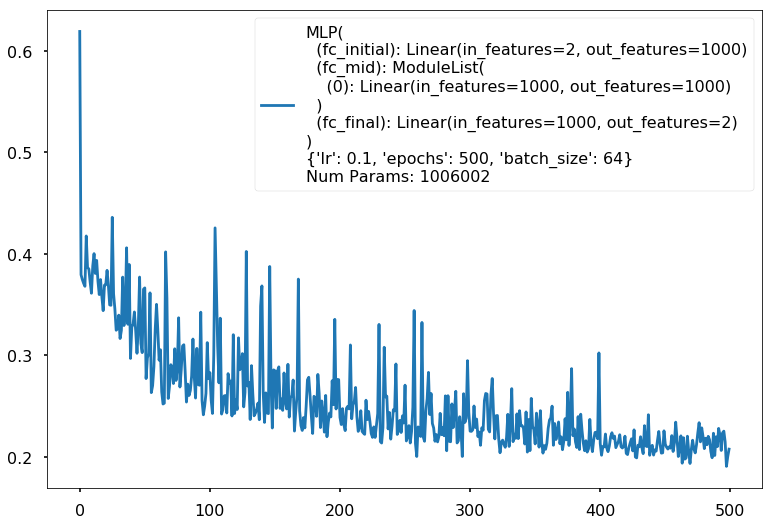 MLP(
  (fc_initial): Linear(in_features=2, out_features=1000)
  (fc_mid): ModuleList(
    (0): Linear(in_features=1000, out_features=1000)
  )
  (fc_final): Linear(in_features=1000, out_features=2)
)
{'lr': 0.1, 'epochs': 500, 'batch_size': 64}
Num Params: 1006002
0.6
0.5
0.4
0.3
0.2
0 100 200 300 400 500